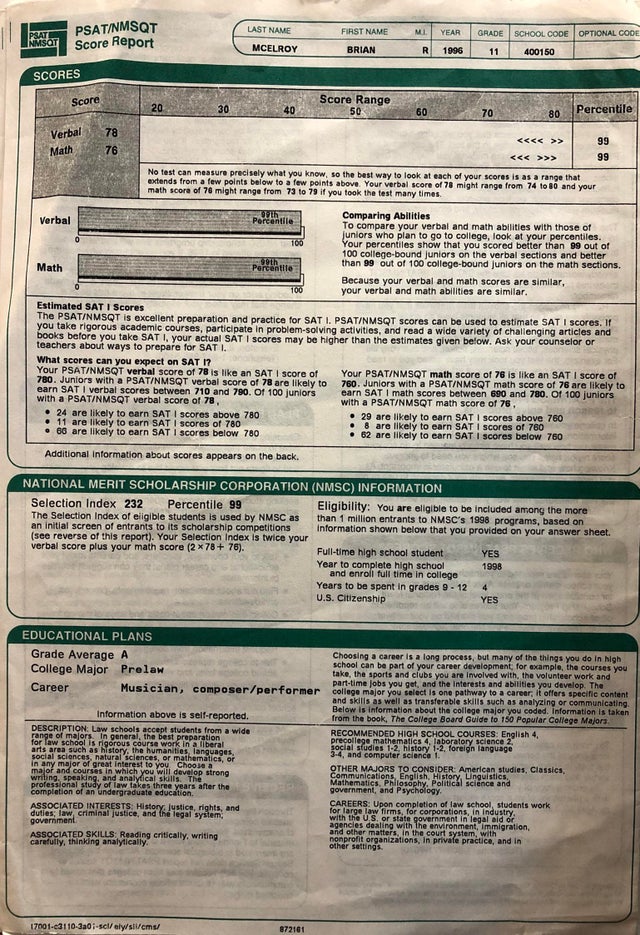 PSAT
NMSQT
PSAT/NMSQT
Score Report
LAST NAME FIRST NAME M.I. YEAR GRADE SCHOOL CODE OPTIONAL CODE
MCELROY BRIAN R 1996 11 400150
SCORES
Score Score Range Percentile
20 30 40 50 60 70 80
Verbal 78 <<<< >> 99
Math 76 <<< >>> 99
No test can measure precisely what you know, so the best way to look at each of your scores is as a range that
extends from a few points below to a few points above. Your verbal score of 78 might range from 74 to 80 and your
math score of 76 might range from 73 to 79 if you took the test many times.
Verbal 99th
Percentile
0 100
Math 99th
Percentile
0 100
Comparing Abilities
To compare your verbal and math abilities with those of
juniors who plan to go to college, look at your percentiles.
Your percentiles show that you scored better than 99 out of
100 college-bound juniors on the verbal sections and better
than 99 out of 100 college-bound juniors on the math sections.
Because your verbal and math scores are similar,
your verbal and math abilities are similar.
Estimated SAT I Scores
The PSAT/NMSQT is excellent preparation and practice for SAT I. PSAT/NMSQT scores can be used to estimate SAT I scores. If
you take rigorous academic courses, participate in problem-solving activities, and read a wide variety of challenging articles and
books before you take SAT I, your actual SAT I scores may be higher than the estimates given below. Ask your counselor or
teachers about ways to prepare for SAT I.
What scores can you expect on SAT I?
Your PSAT/NMSQT verbal score of 78 is like an SAT I score of
780. Juniors with a PSAT/NMSQT verbal score of 78 are likely to
earn SAT I verbal scores between 710 and 790. Of 100 juniors
with a PSAT/NMSQT verbal score of 78,
• 24 are likely to earn SAT I scores above 780
• 11 are likely to earn SAT I scores of 780
• 66 are likely to earn SAT I scores below 780
Your PSAT/NMSQT math score of 76 is like an SAT I score of
760. Juniors with a PSAT/NMSQT math score of 76 are likely to
earn SAT I math scores between 690 and 780. Of 100 juniors
with a PSAT/NMSQT math score of 76,
• 29 are likely to earn SAT I scores above 760
• 8 are likely to earn SAT I scores of 760
• 62 are likely to earn SAT I scores below 760
Additional information about scores appears on the back.
NATIONAL MERIT SCHOLARSHIP CORPORATION (NMSC) INFORMATION
Selection Index 232 Percentile 99
The Selection Index of eligible students is used by NMSC as
an initial screen of entrants to its scholarship competitions
(see reverse of this report). Your Selection Index is twice your
verbal score plus your math score (2 x 78 + 76).
Eligibility: You are eligible to be included among the more
than 1 million entrants to NMSC's 1998 programs, based on
information shown below that you provided on your answer sheet.
Full-time high school student YES
Year to complete high school 1998
and enroll full time in college
Years to be spent in grades 9 - 12 4
U.S. Citizenship YES
EDUCATIONAL PLANS
Grade Average A
College Major Prelaw
Career Musician, composer/performer
Information above is self-reported.
Choosing a career is a long process, but many of the things you do in high
school can be part of your career development; for example, the courses you
take, the sports and clubs you are involved with, the volunteer work and
part-time jobs you get, and the interests and abilities you develop. The
college major you select is one pathway to a career; it offers specific content
and skills as well as transferable skills such as analyzing or communicating.
Below is information about the college major you indicated. Information is taken
from the book, The College Board Guide to 150 Popular College Majors.
DESCRIPTION: Law schools accept students from a wide
range of majors. In general, the best preparation
for law school is rigorous course work in a liberal
arts area such as history, the humanities, languages,
social sciences, natural sciences, or mathematics, or
in any major of great interest to you. Choose a
major and courses in which you will develop strong
writing, speaking, and analytical skills. The
professional study of law takes three years after the
completion of an undergraduate education.
ASSOCIATED INTERESTS: History; justice, rights, and
duties; law, criminal justice, and the legal system;
government
ASSOCIATED SKILLS: Reading critically, writing
carefully, thinking analytically.
RECOMMENDED HIGH SCHOOL COURSES: English 4,
precollege mathematics 4, laboratory science 2,
social studies 1-2, history 1-2, foreign language
3-4, and computer science 1.
OTHER MAJORS TO CONSIDER: American studies, Classics,
Communications, English, History, Linguistics,
Mathematics, Philosophy, Political science and
government, and Psychology.
CAREERS: Upon completion of law school, students work
for large law firms, for corporations, in industry,
with the U.S. or state government in legal aid or
agencies dealing with the environment, immigration,
and other matters, in the court system, with
nonprofit organizations, in private practice, and in
other settings.
872161